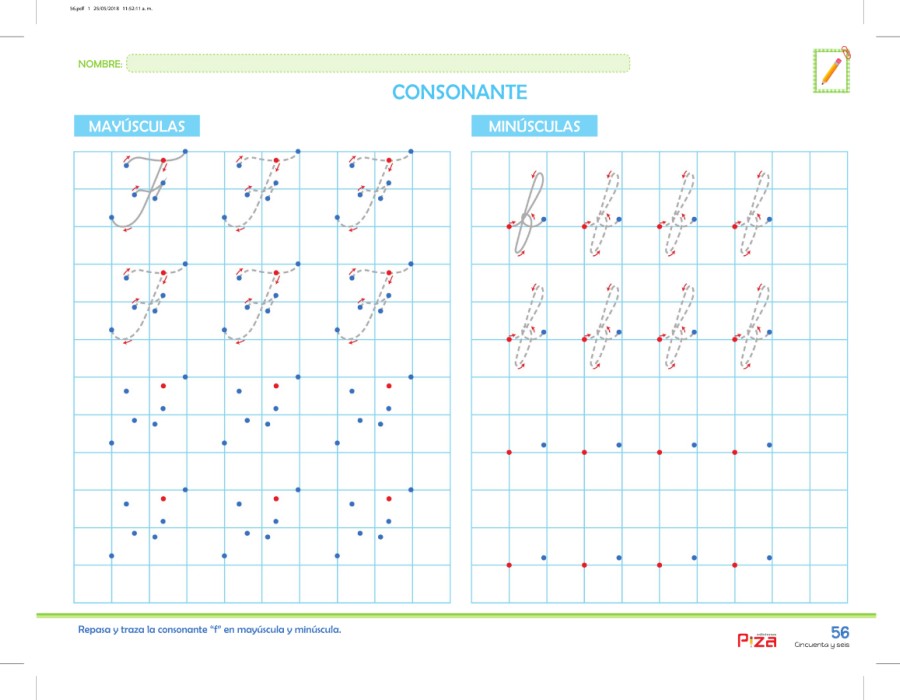 56.pdf 1 25/05/2018 11:52:11 a. m.
NOMBRE:
CONSONANTE
MAYÚSCULAS
MINÚSCULAS
F F F
f f f f
F F F
f f f f
Repasa y traza la consonante "f" en mayúscula y minúscula.
Piza
56
Cincuenta y seis